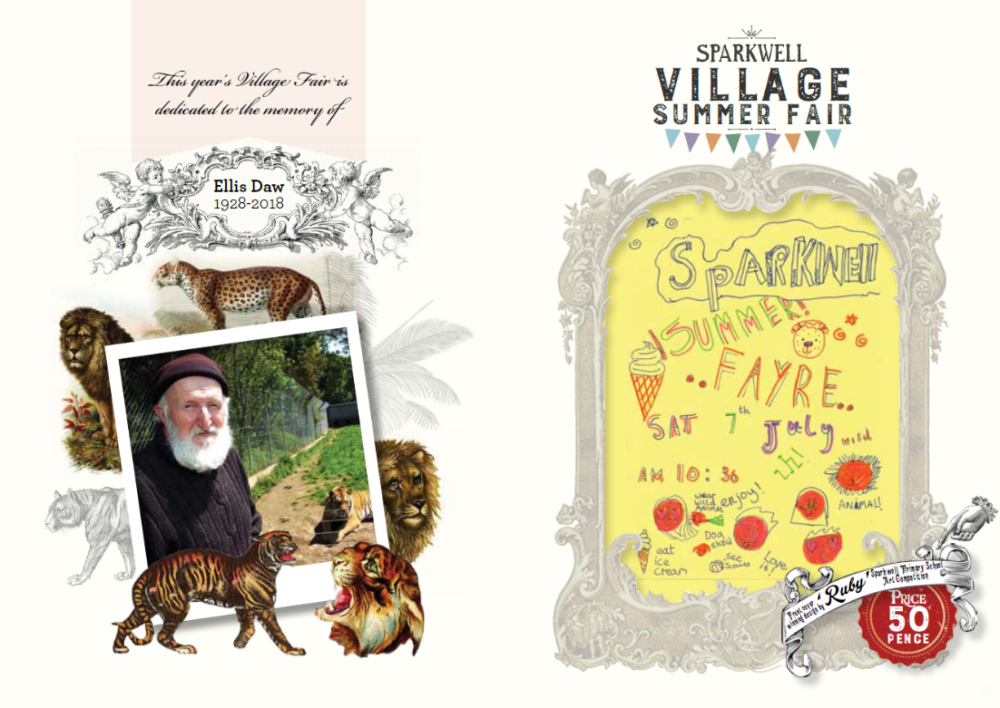 This year's Village Fair is
dedicated to the memory of
Ellis Daw
1928-2018
SPARKWELL
VILLAGE
SUMMER FAIR
SpARKWEll
SUMMER!
..FAYRE..
SAT 7th July
wild
ih!
AM 10:36
ANIMAL!
wear
wild
ANIMAL
enjoy!
Dog
show
eat
ice
cream
See
Scouts
Love
it!
Front cover
winning design by
'Ruby'
Sparkwell Primary School
Art Competition
PRICE
50
PENCE